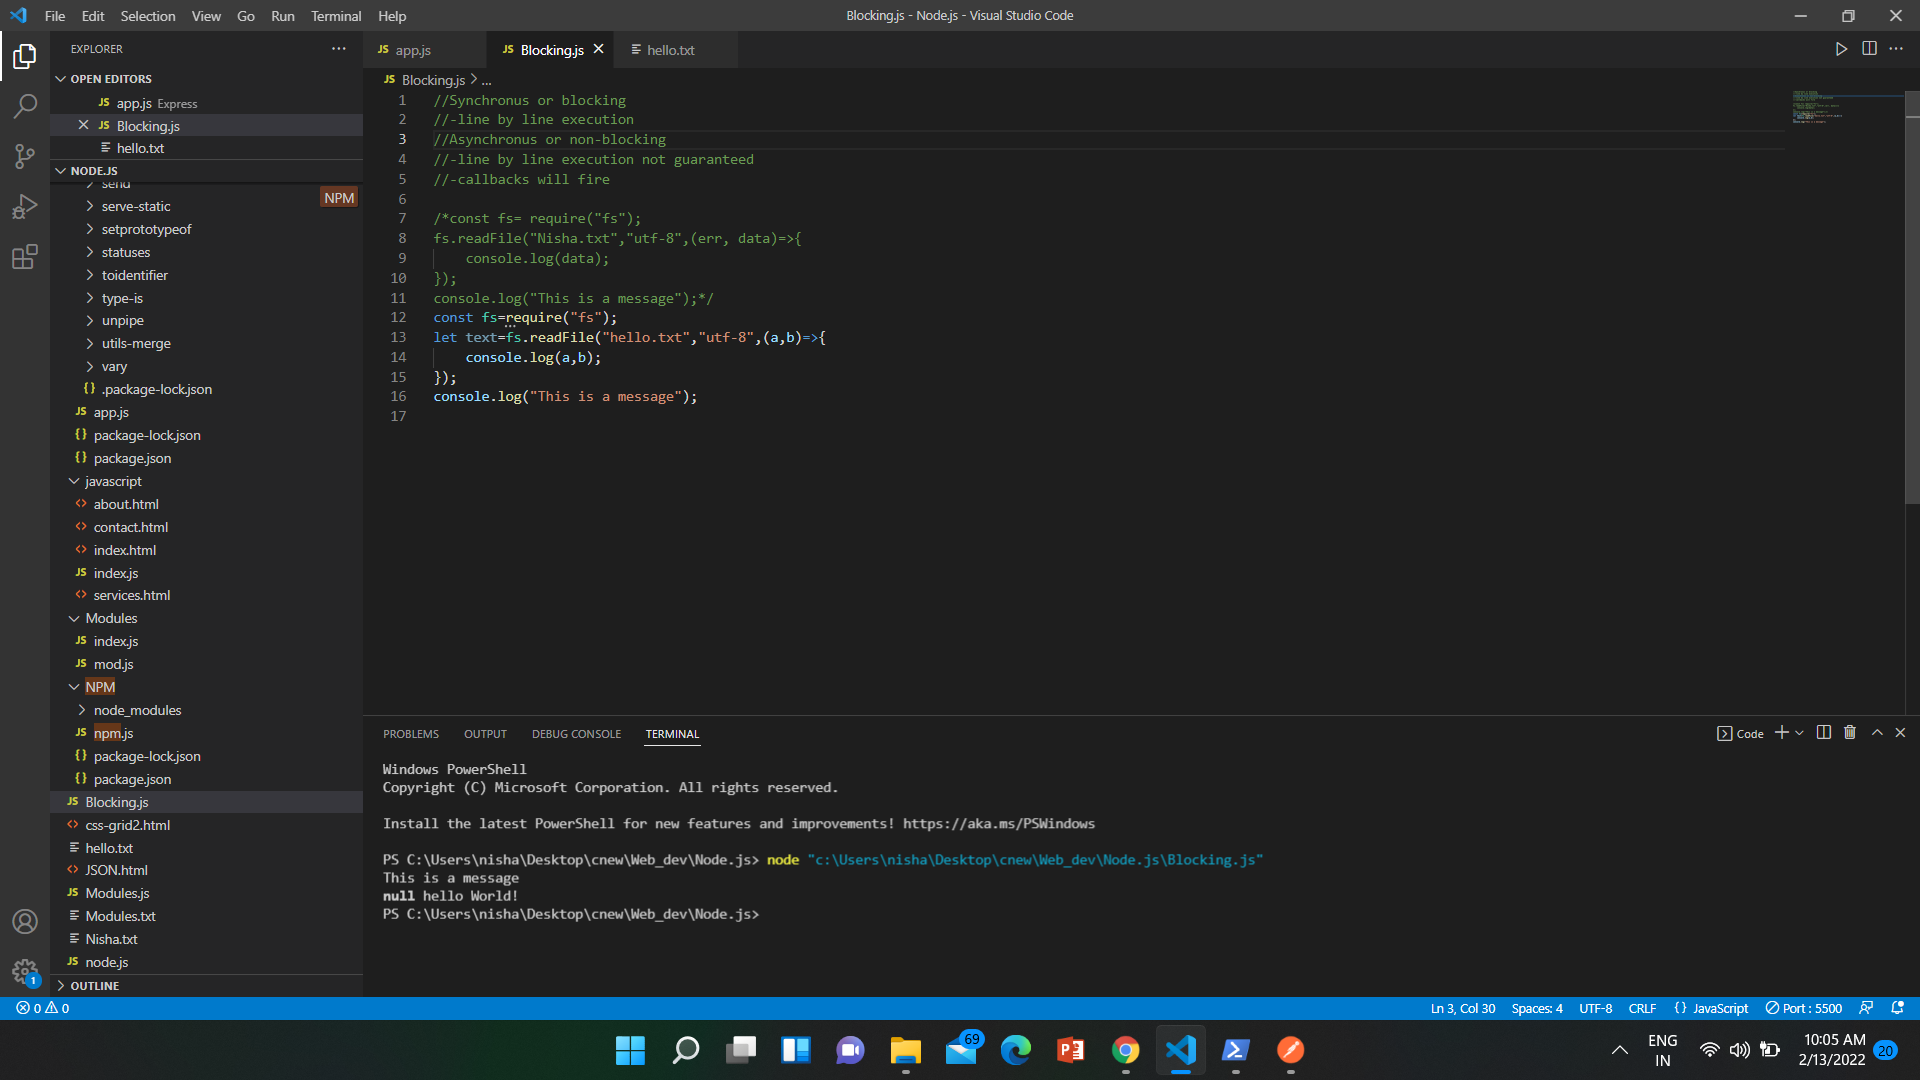 File Edit Selection View Go Run Terminal Help
Blocking.js - Node.js - Visual Studio Code
EXPLORER
OPEN EDITORS
JS app.js Express
JS Blocking.js
hello.txt
NODE.JS
send
NPM
serve-static
setprototypeof
statuses
toidentifier
type-is
unpipe
utils-merge
vary
{} .package-lock.json
JS app.js
{} package-lock.json
{} package.json
javascript
<> about.html
<> contact.html
<> index.html
JS index.js
<> services.html
Modules
JS index.js
JS mod.js
NPM
node_modules
JS npm.js
{} package-lock.json
{} package.json
JS Blocking.js
<> css-grid2.html
hello.txt
<> JSON.html
JS Modules.js
Modules.txt
Nisha.txt
JS node.js
OUTLINE
JS app.js
JS Blocking.js
hello.txt
JS Blocking.js > ...
1 //Synchronus or blocking
2 //-line by line execution
3 //Asynchronus or non-blocking
4 //-line by line execution not guaranteed
5 //-callbacks will fire
6
7 /*const fs= require("fs");
8 fs.readFile("Nisha.txt","utf-8",(err, data)=>{
9     console.log(data);
10 });
11 console.log("This is a message");*/
12 const fs=require("fs");
13 let text=fs.readFile("hello.txt","utf-8",(a,b)=>{
14     console.log(a,b);
15 });
16 console.log("This is a message");
17
PROBLEMS OUTPUT DEBUG CONSOLE TERMINAL
Code
Windows PowerShell
Copyright (C) Microsoft Corporation. All rights reserved.
Install the latest PowerShell for new features and improvements! https://aka.ms/PSWindows
PS C:\Users\nisha\Desktop\cnew\Web_dev\Node.js> node "c:\Users\nisha\Desktop\cnew\Web_dev\Node.js\Blocking.js"
This is a message
null hello World!
PS C:\Users\nisha\Desktop\cnew\Web_dev\Node.js>
1
0 0
Ln 3, Col 30 Spaces: 4 UTF-8 CRLF {} JavaScript Port : 5500
69
ENG
IN
10:05 AM
2/13/2022
20